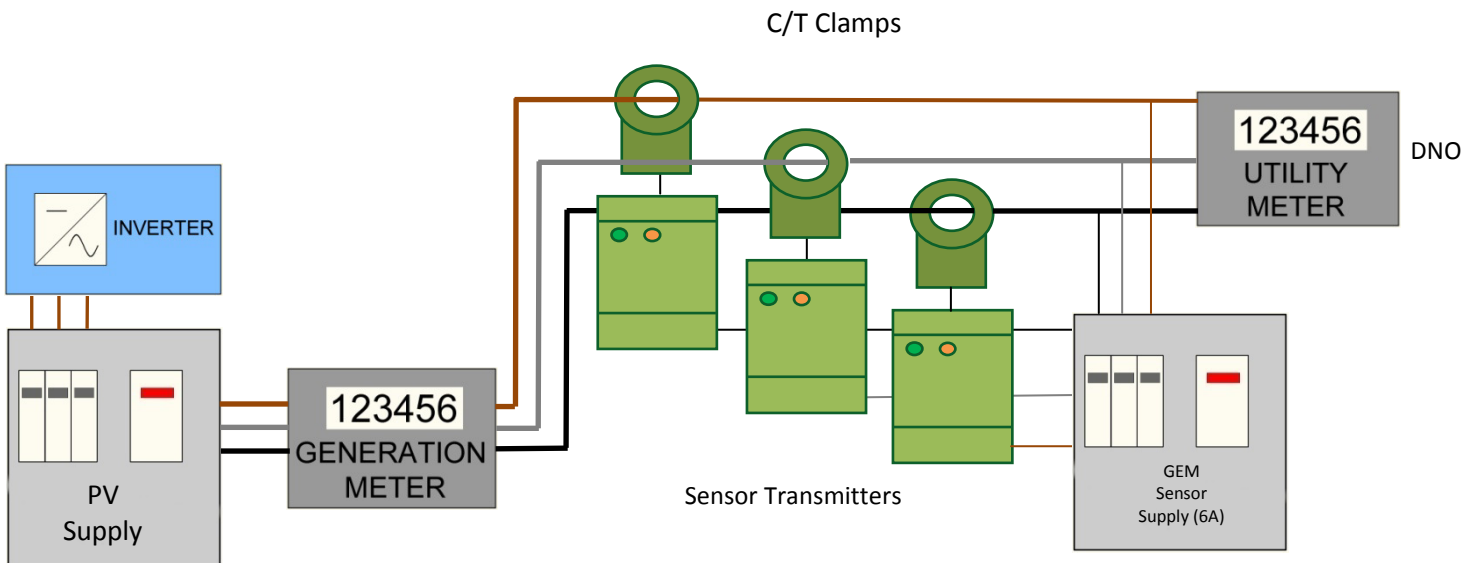 C/T Clamps
123456
UTILITY
METER
DNO
INVERTER
123456
GENERATION
METER
PV
Supply
Sensor Transmitters
GEM
Sensor
Supply (6A)